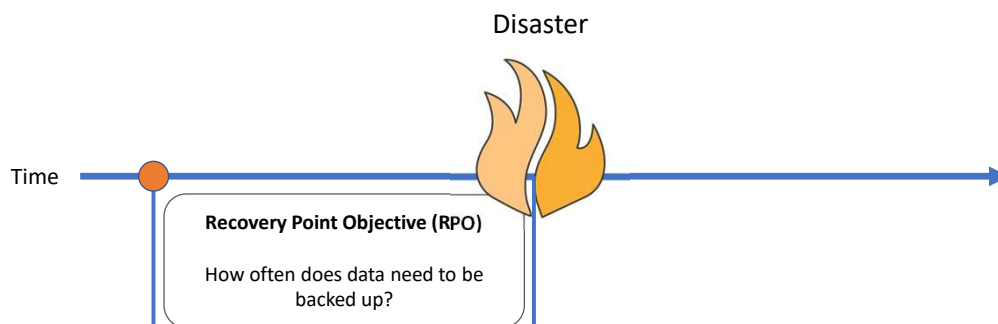 Disaster
Time
Recovery Point Objective (RPO)
How often does data need to be
backed up?